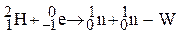 ²₁H + ⁰₋₁e → ¹₀n + ¹₀n − W